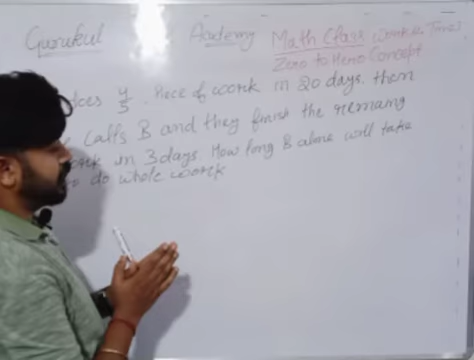 Gurukul Academy Math Class (Work & Time)
Zero to Hero Concept
does 4/5 . Piece of work in 20 days. then
Calls B and they finish the remaing
work in 3 days. How long B alone will take
to do whole work